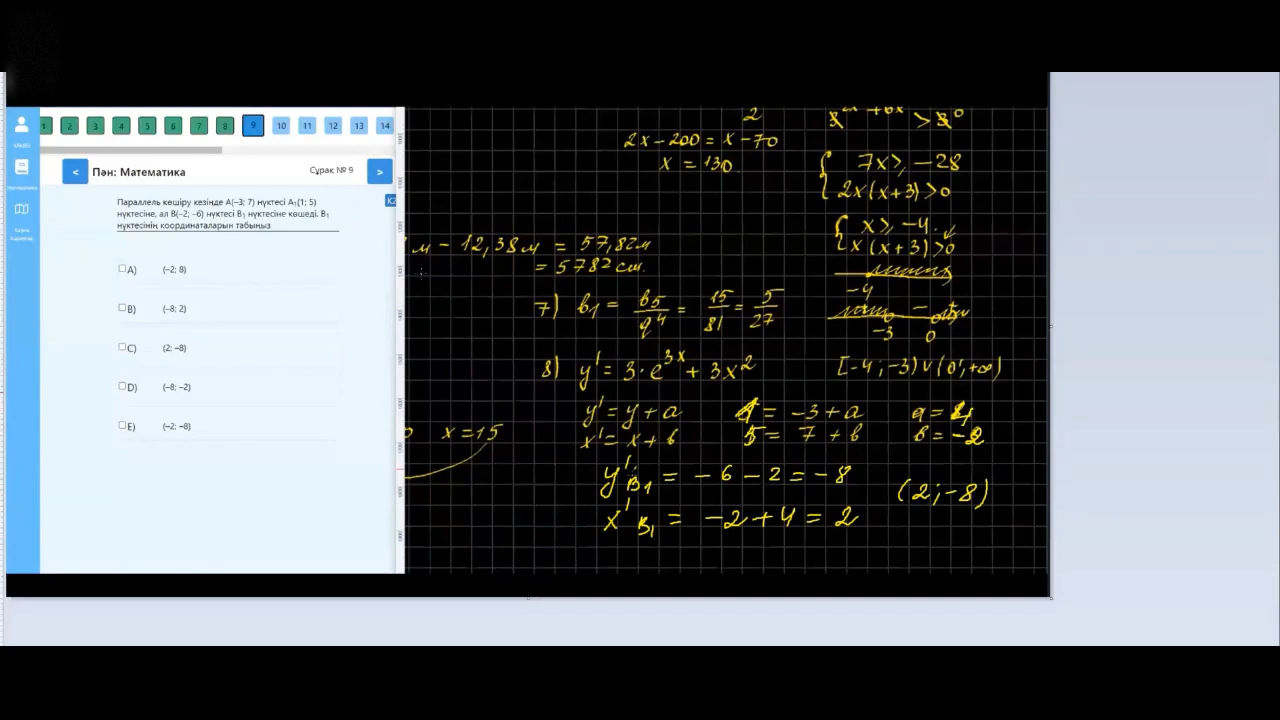 1 2 3 4 5 6 7 8 9 10 11 12 13 14
< Пән: Математика Сұрақ № 9 >
Параллель көшіру кезінде A(−3; 7) нүктесі A₁(1; 5)
нүктесіне, ал B(−2; −6) нүктесі B₁ нүктесіне көшеді. B₁
нүктесінің координаталарын табыңыз
A) (−2; 8)
B) (−8; 2)
C) (2; −8)
D) (−8; −2)
E) (−2; −8)
2
2x − 200 = x − 70
x = 130
м − 12,38м = 57,82м
= 5782 см.
7) b₁ = b₅/q⁴ = 15/81 = 5/27
8) y' = 3·e^3x + 3x²
x = 15
y' = y + a
x' = x + b
= −3 + a
5 = 7 + b
b = −2
y'B₁ = −6 − 2 = −8
x'B₁ = −2 + 4 = 2
(2; −8)
{ 7x ≥ −28
2x(x+3) > 0
{ x ≥ −4
x(x+3) > 0
−4
− +
−3 0
[−4; −3) ∪ (0; +∞)